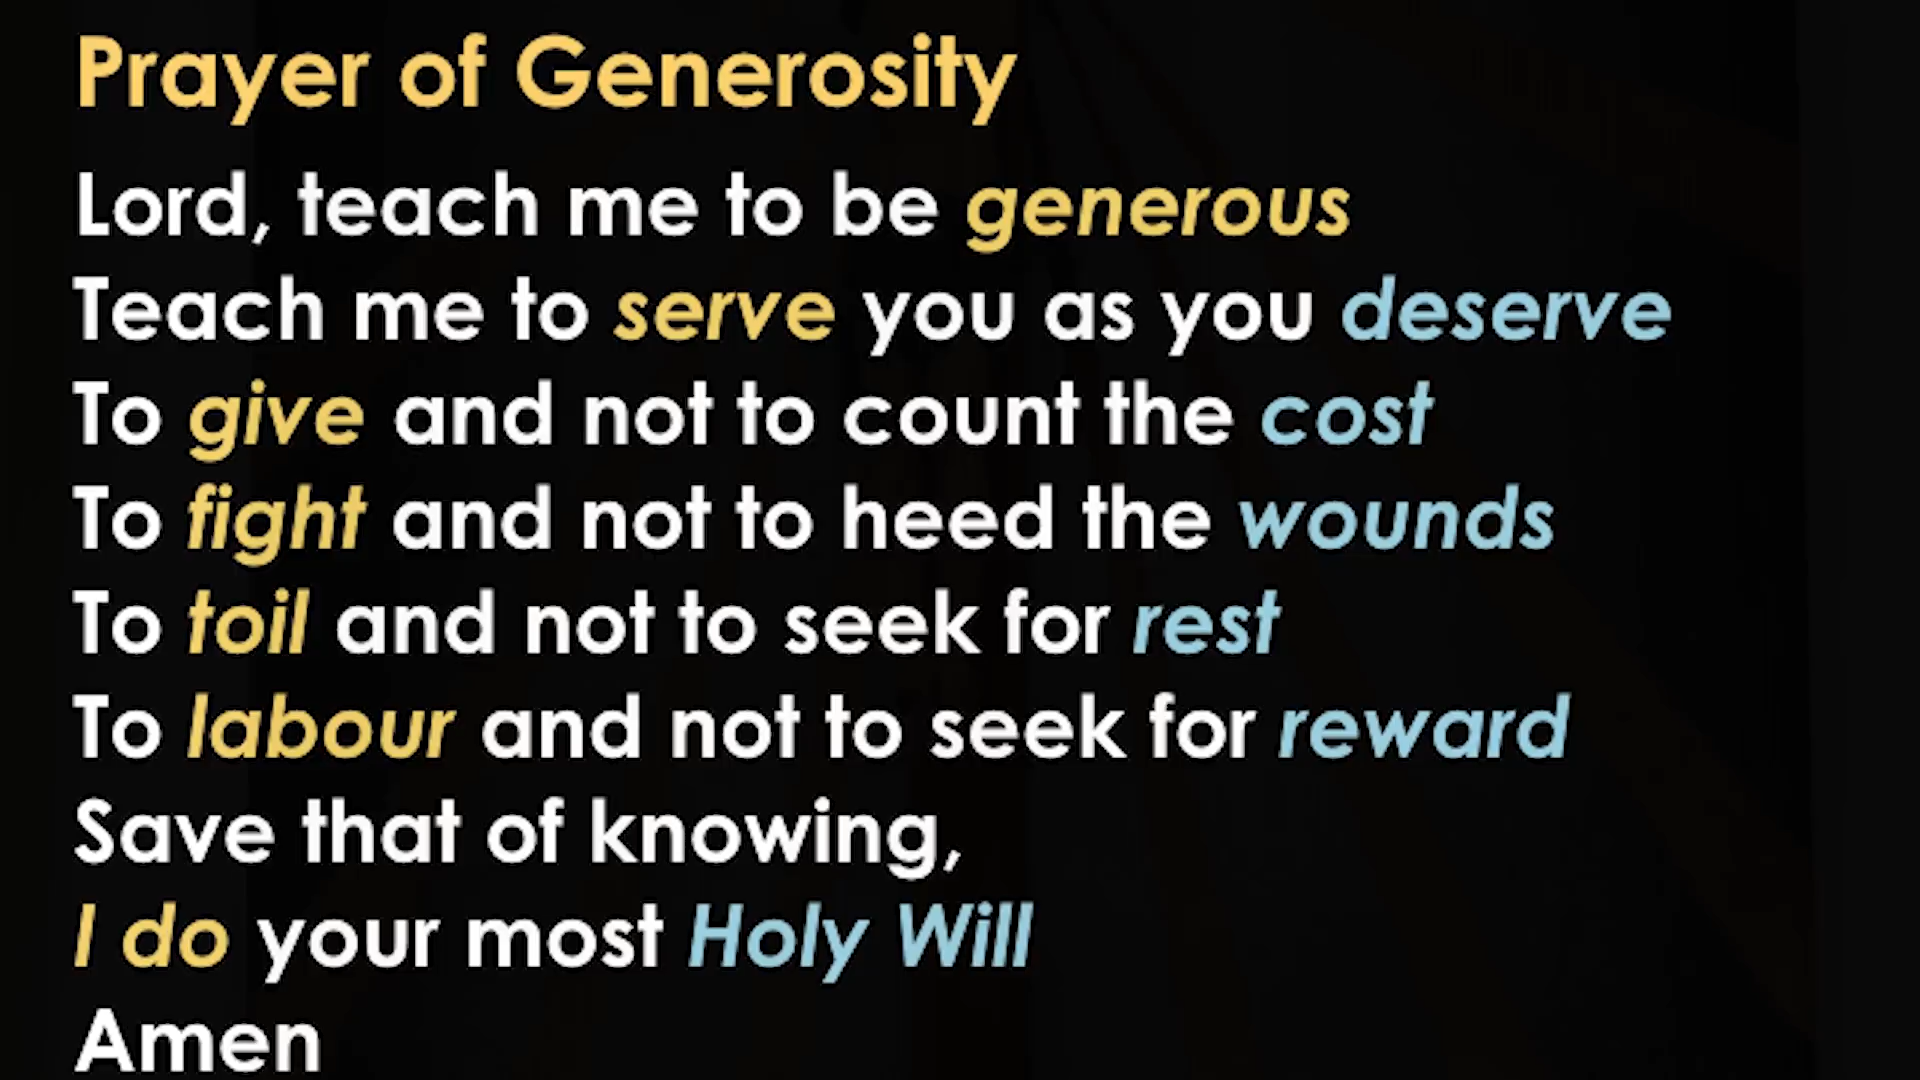 Prayer of Generosity
Lord, teach me to be generous
Teach me to serve you as you deserve
To give and not to count the cost
To fight and not to heed the wounds
To toil and not to seek for rest
To labour and not to seek for reward
Save that of knowing,
I do your most Holy Will
Amen